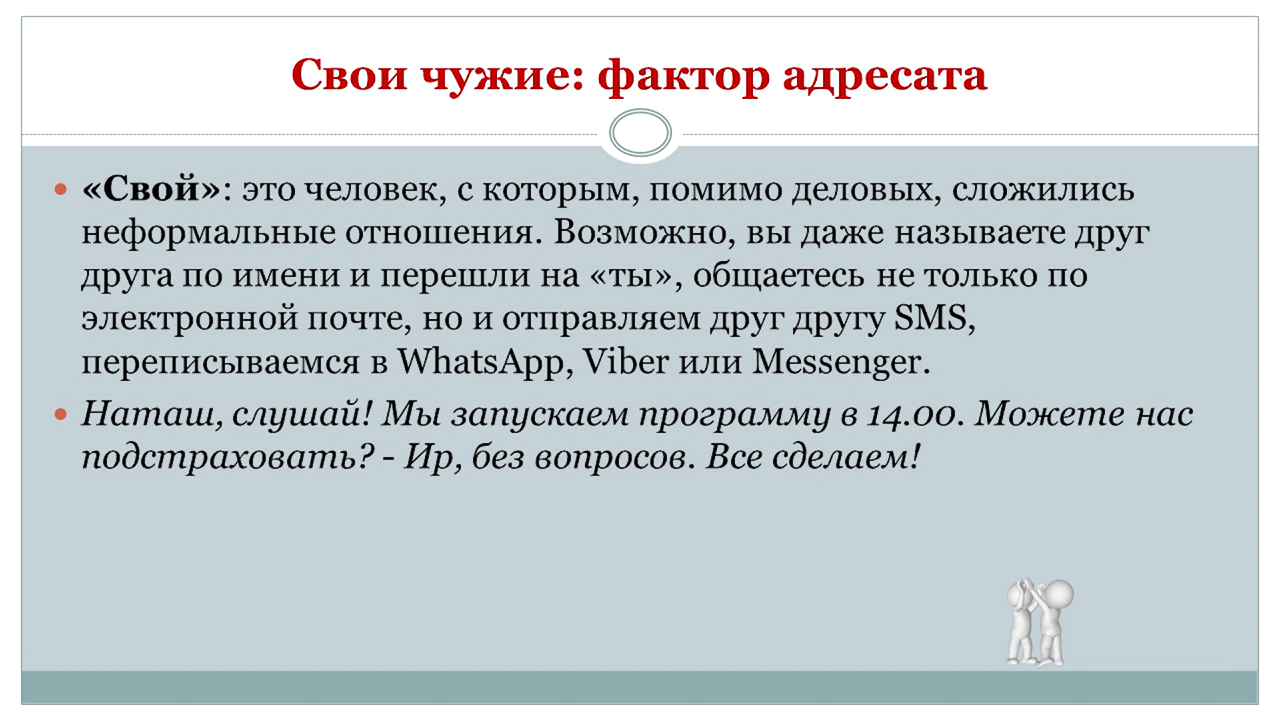 Свои чужие: фактор адресата
• «Свой»: это человек, с которым, помимо деловых, сложились
неформальные отношения. Возможно, вы даже называете друг
друга по имени и перешли на «ты», общаетесь не только по
электронной почте, но и отправляем друг другу SMS,
переписываемся в WhatsApp, Viber или Messenger.
• Наташ, слушай! Мы запускаем программу в 14.00. Можете нас
подстраховать? - Ир, без вопросов. Все сделаем!